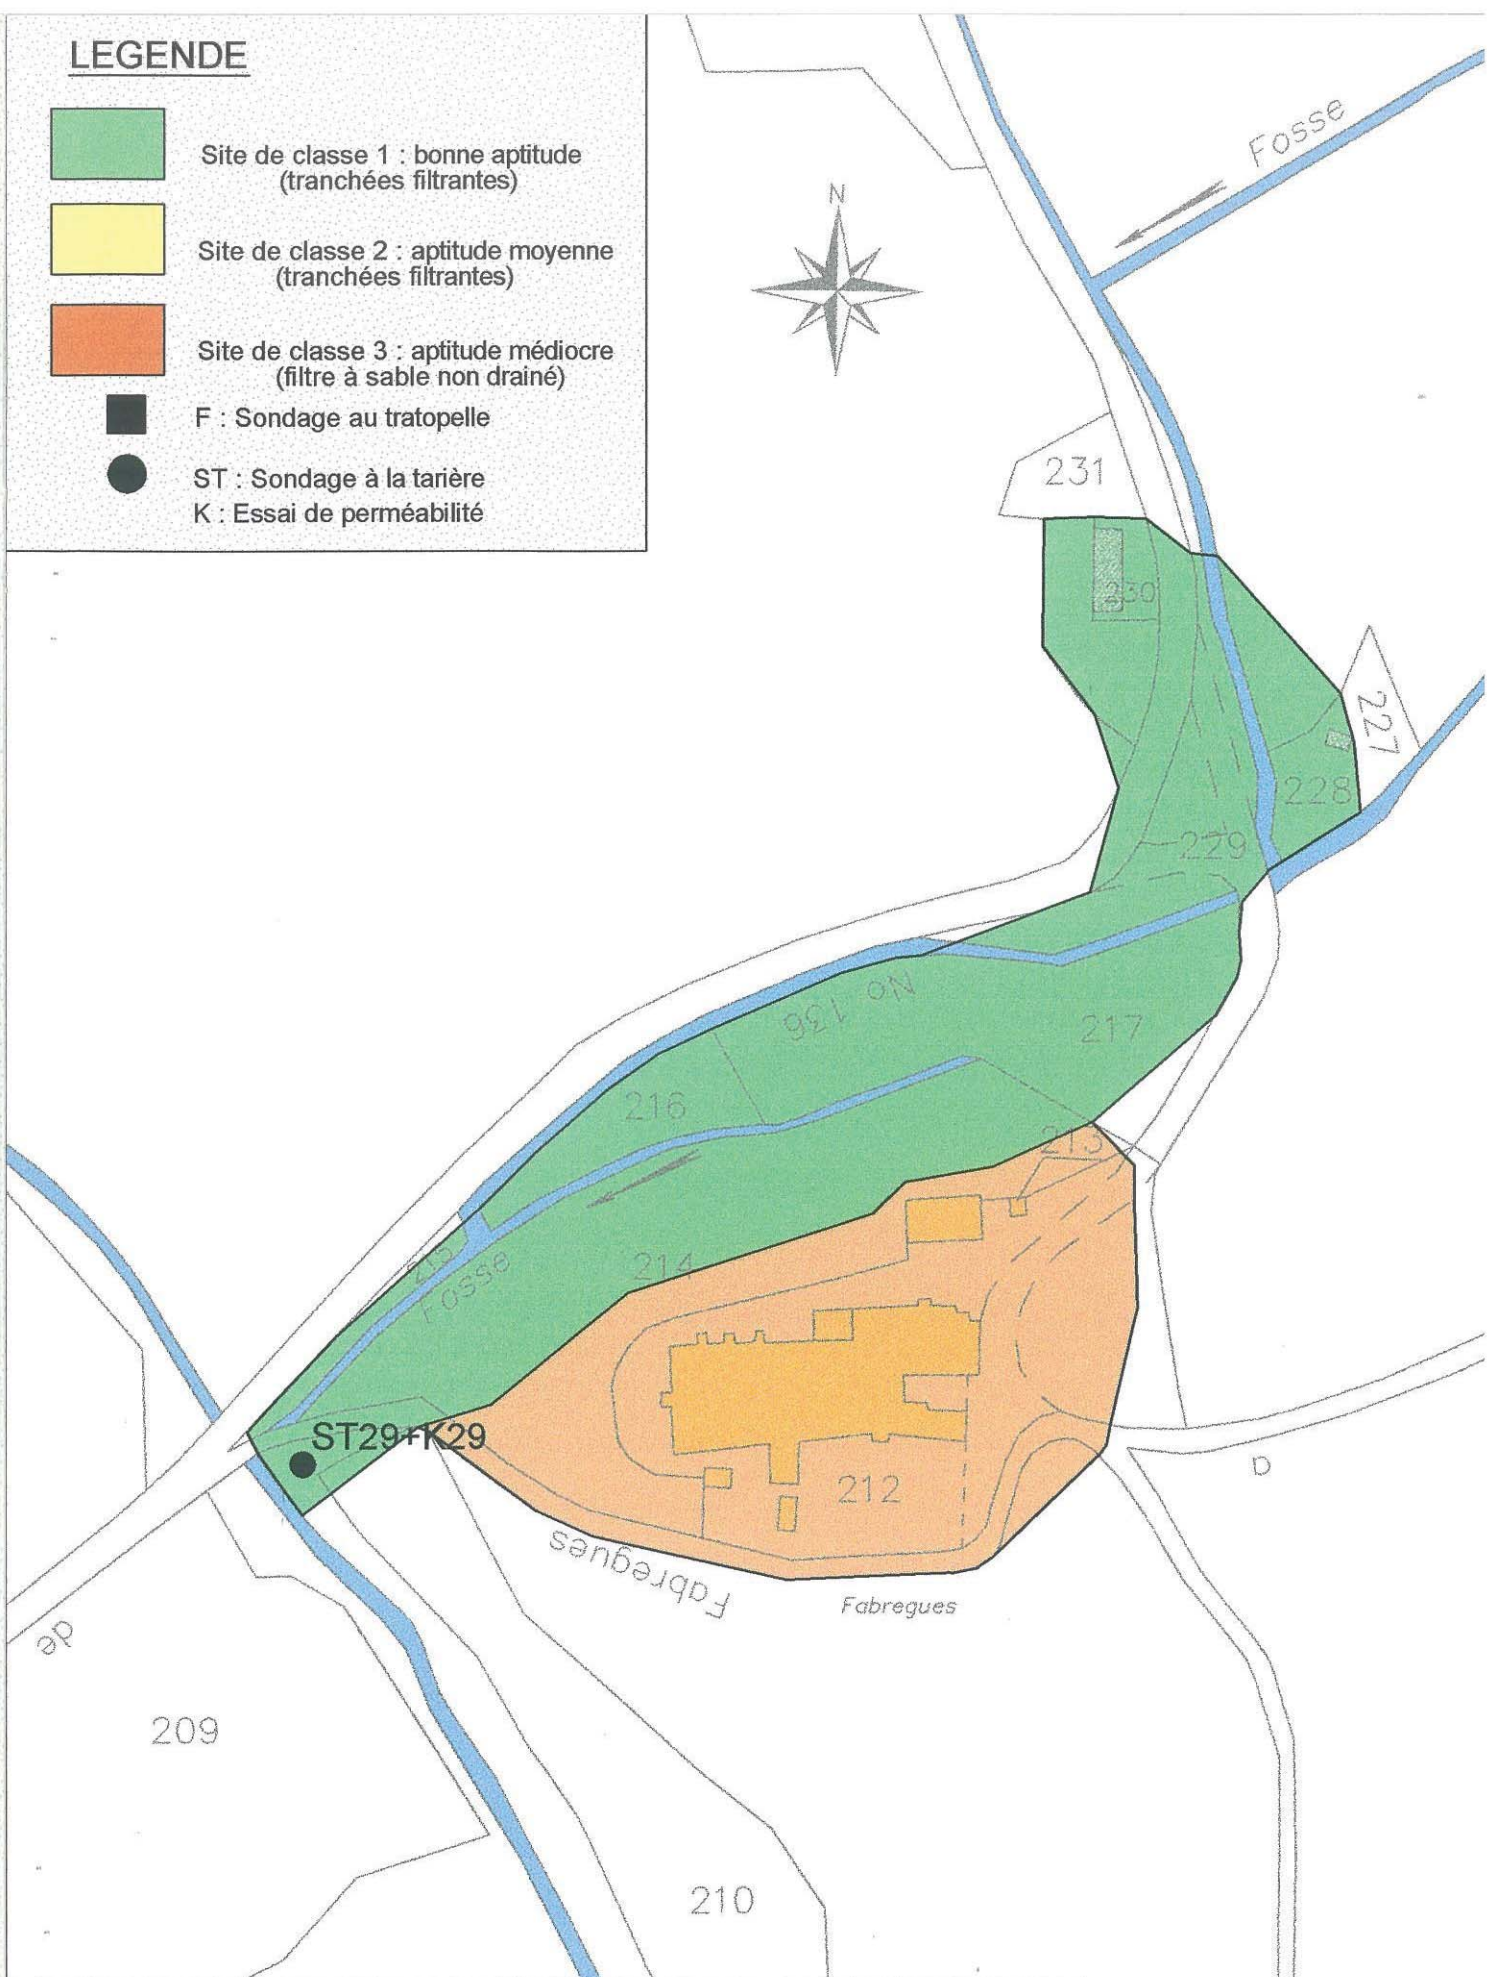 LEGENDE
Site de classe 1 : bonne aptitude
(tranchées filtrantes)
Site de classe 2 : aptitude moyenne
(tranchées filtrantes)
Site de classe 3 : aptitude médiocre
(filtre à sable non drainé)
F : Sondage au tratopelle
ST : Sondage à la tarière
K : Essai de perméabilité
Fosse
N
231
230
227
228
229
No 136
217
216
213
215
Fosse
214
ST29+K29
212
Fabregues
Fabregues
a
de
209
210